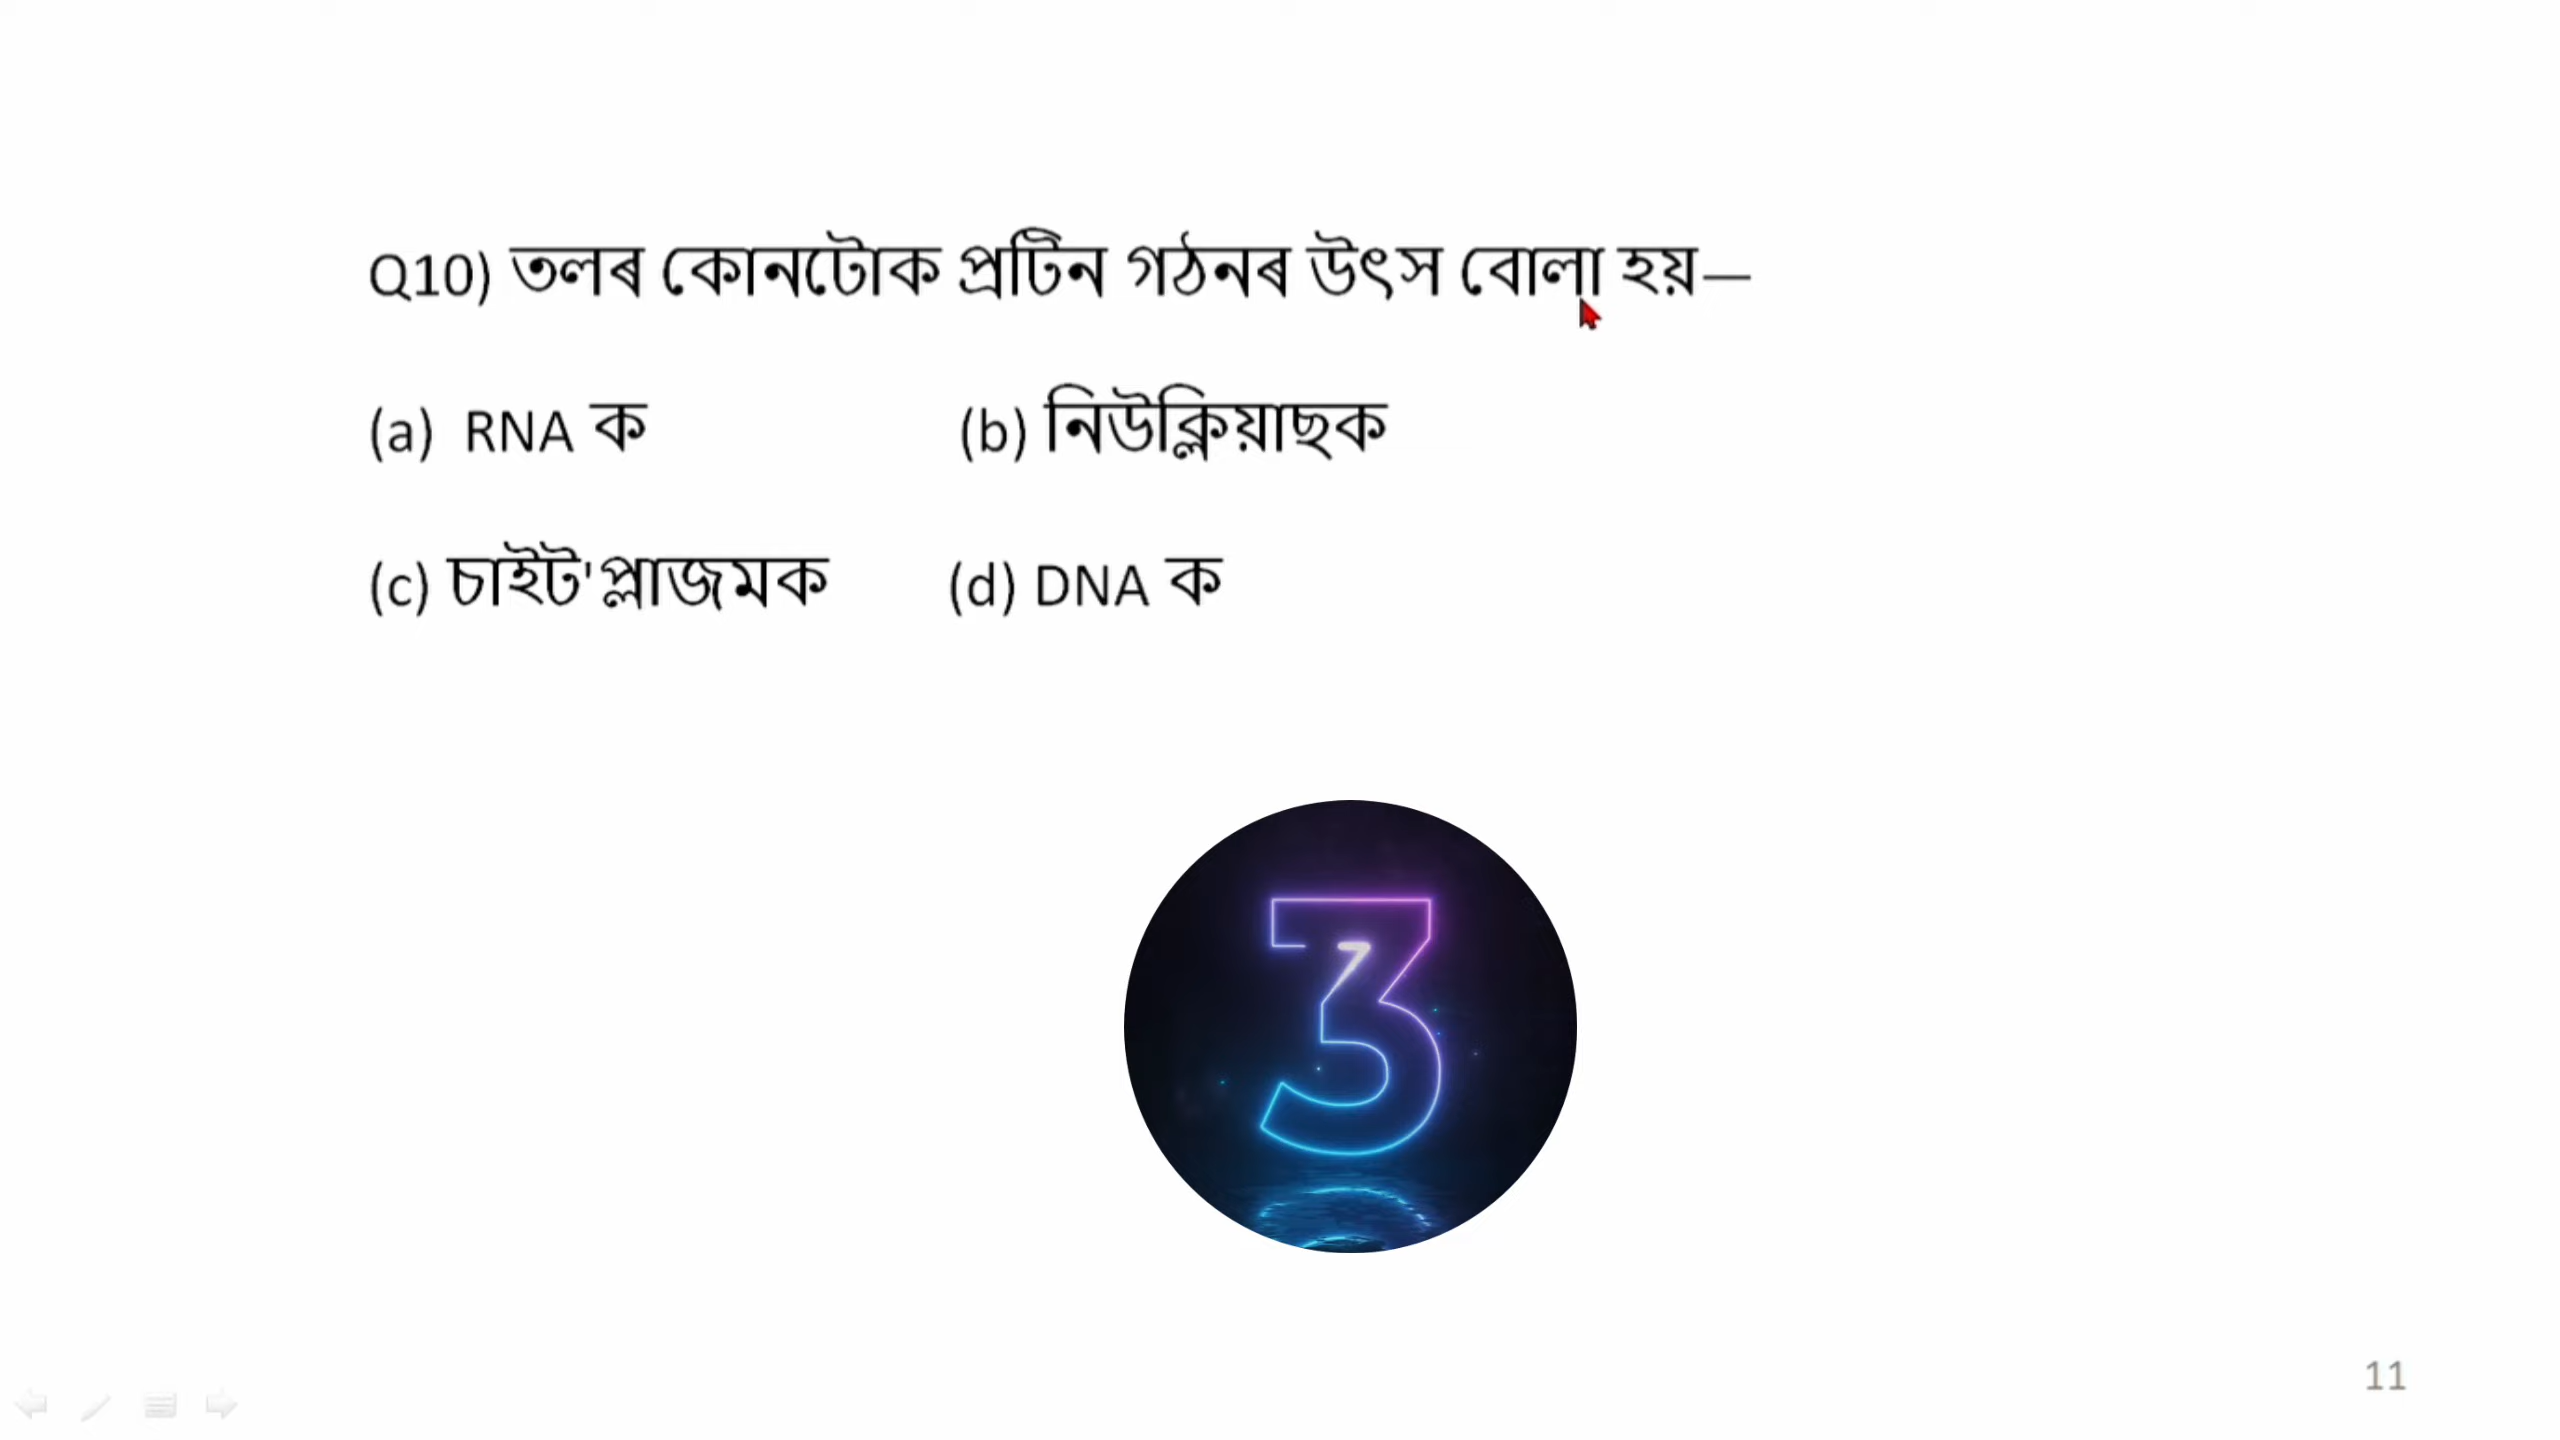 Q10) তলৰ কোনটোক প্ৰটিন গঠনৰ উৎস বোলা হয়—
(a) RNA ক (b) নিউক্লিয়াছক
(c) চাইট'প্লাজমক (d) DNA ক
3
11